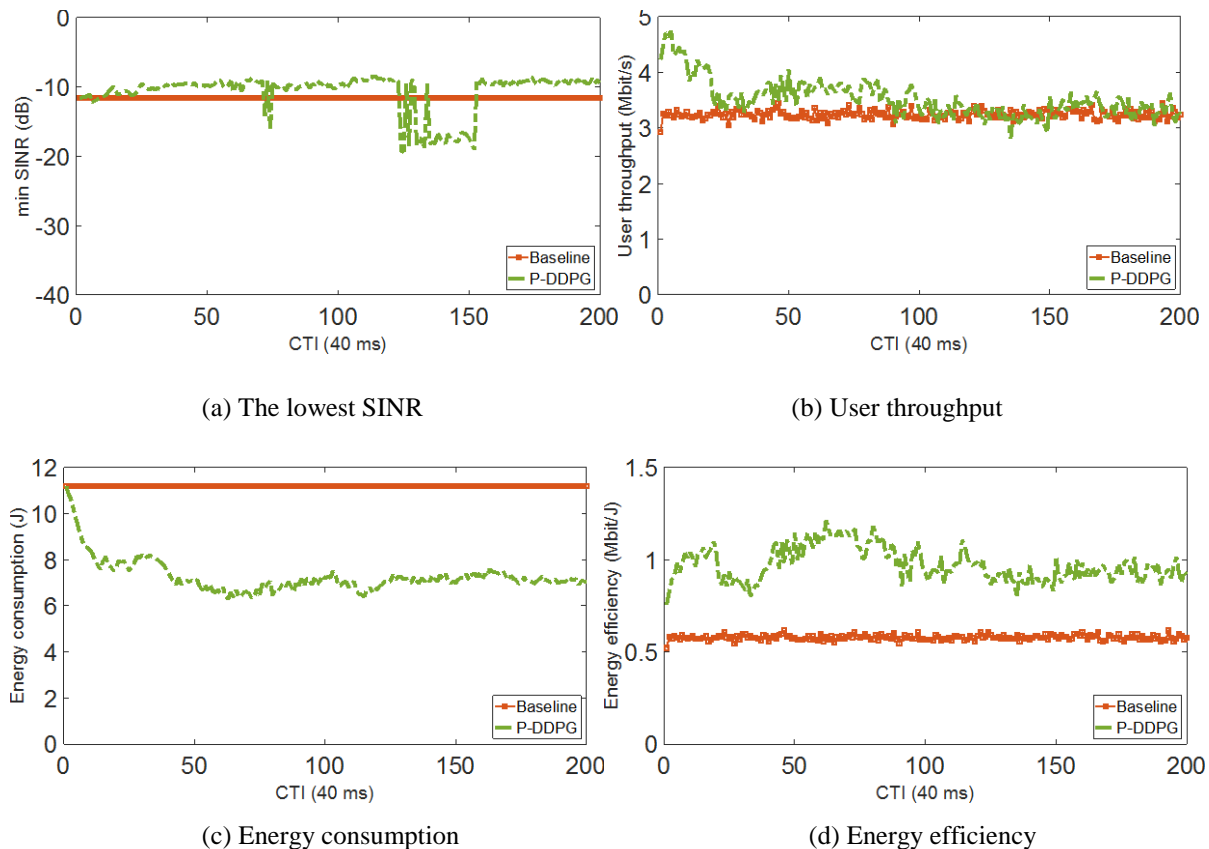 0
-10
-20
-30
-40
min SINR (dB)
Baseline
P-DDPG
0
50
100
150
200
CTI (40 ms)
(a) The lowest SINR
5
4
3
2
1
0
User throughput (Mbit/s)
Baseline
P-DDPG
0
50
100
150
200
CTI (40 ms)
(b) User throughput
12
10
8
6
4
2
0
Energy consumption (J)
Baseline
P-DDPG
0
50
100
150
200
CTI (40 ms)
(c) Energy consumption
1.5
1
0.5
0
Energy efficiency (Mbit/J)
Baseline
P-DDPG
0
50
100
150
200
CTI (40 ms)
(d) Energy efficiency